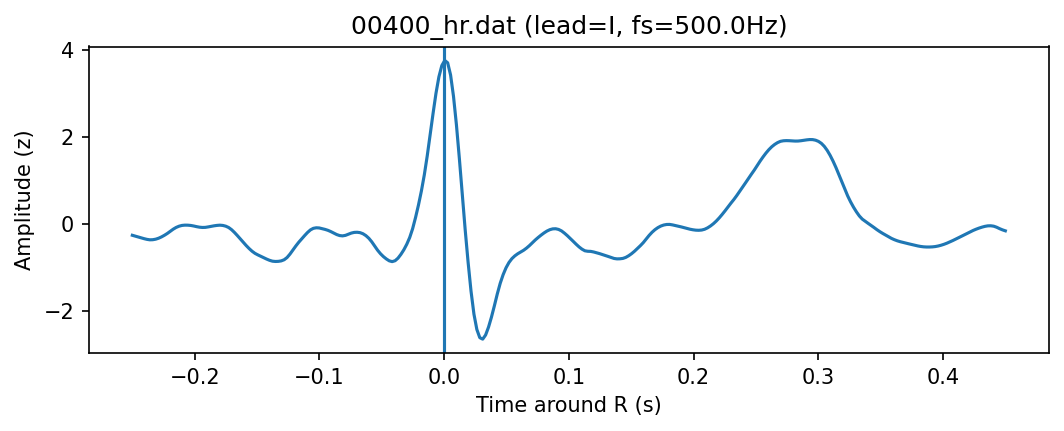 00400_hr.dat (lead=I, fs=500.0Hz)
4
2
0
−2
Amplitude (z)
−0.2 −0.1 0.0 0.1 0.2 0.3 0.4
Time around R (s)